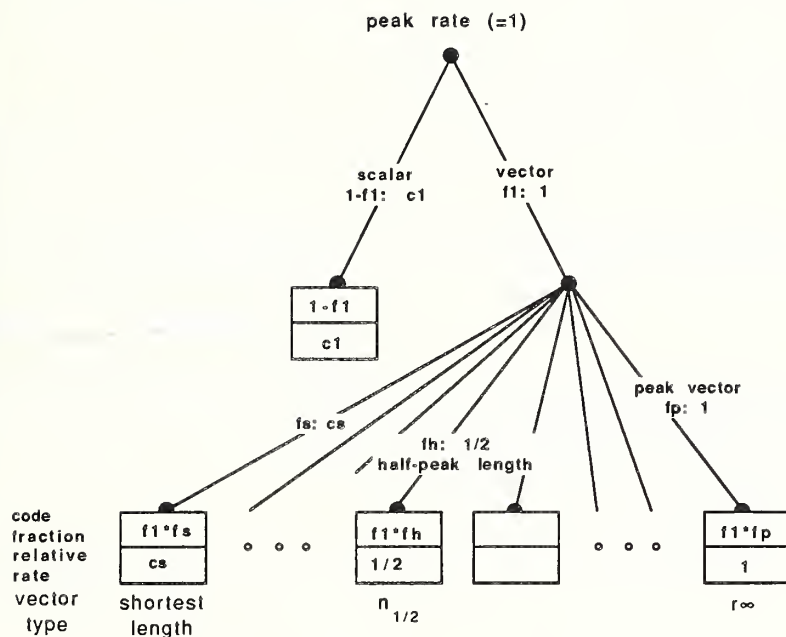 peak rate (=1)
scalar
1-f1: c1
vector
f1: 1
1-f1
c1
peak vector
fp: 1
fs: cs
fh: 1/2
half-peak length
code
fraction
relative
rate
vector
type
f1*fs
cs
shortest
length
f1*fh
1/2
n1/2
f1*fp
1
r∞